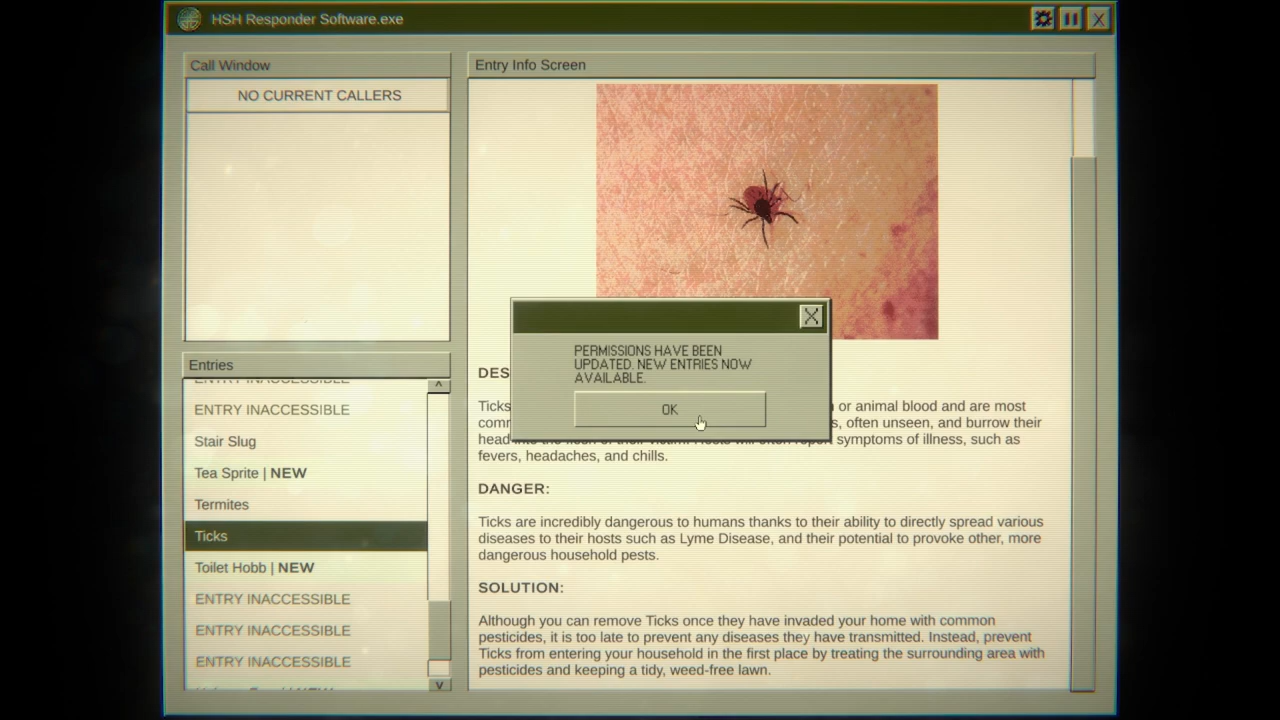 HSH Responder Software.exe
Call Window
NO CURRENT CALLERS
Entries
ENTRY INACCESSIBLE
ENTRY INACCESSIBLE
Stair Slug
Tea Sprite | NEW
Termites
Ticks
Toilet Hobb | NEW
ENTRY INACCESSIBLE
ENTRY INACCESSIBLE
ENTRY INACCESSIBLE
Entry Info Screen
PERMISSIONS HAVE BEEN
UPDATED. NEW ENTRIES NOW
AVAILABLE.
OK
Ticks or animal blood and are most
often unseen, and burrow their
symptoms of illness, such as
fevers, headaches, and chills.
DANGER:
Ticks are incredibly dangerous to humans thanks to their ability to directly spread various
diseases to their hosts such as Lyme Disease, and their potential to provoke other, more
dangerous household pests.
SOLUTION:
Although you can remove Ticks once they have invaded your home with common
pesticides, it is too late to prevent any diseases they have transmitted. Instead, prevent
Ticks from entering your household in the first place by treating the surrounding area with
pesticides and keeping a tidy, weed-free lawn.